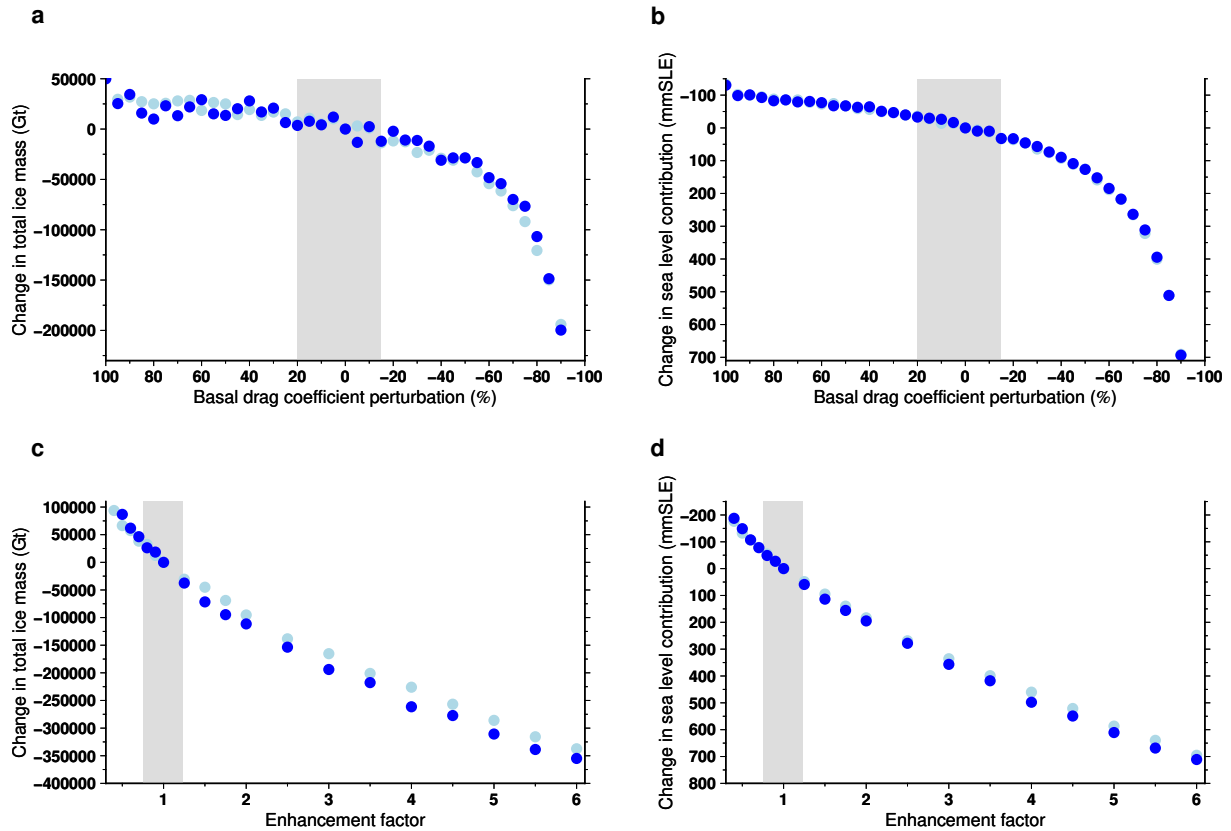 a
b
Change in total ice mass (Gt)
50000
0
−50000
−100000
−150000
−200000
100 80 60 40 20 0 −20 −40 −60 −80 −100
Basal drag coefficient perturbation (%)
Change in sea level contribution (mmSLE)
−100
0
100
200
300
400
500
600
700
100 80 60 40 20 0 −20 −40 −60 −80 −100
Basal drag coefficient perturbation (%)
c
d
Change in total ice mass (Gt)
100000
50000
0
−50000
−100000
−150000
−200000
−250000
−300000
−350000
−400000
1 2 3 4 5 6
Enhancement factor
Change in sea level contribution (mmSLE)
−200
−100
0
100
200
300
400
500
600
700
800
1 2 3 4 5 6
Enhancement factor